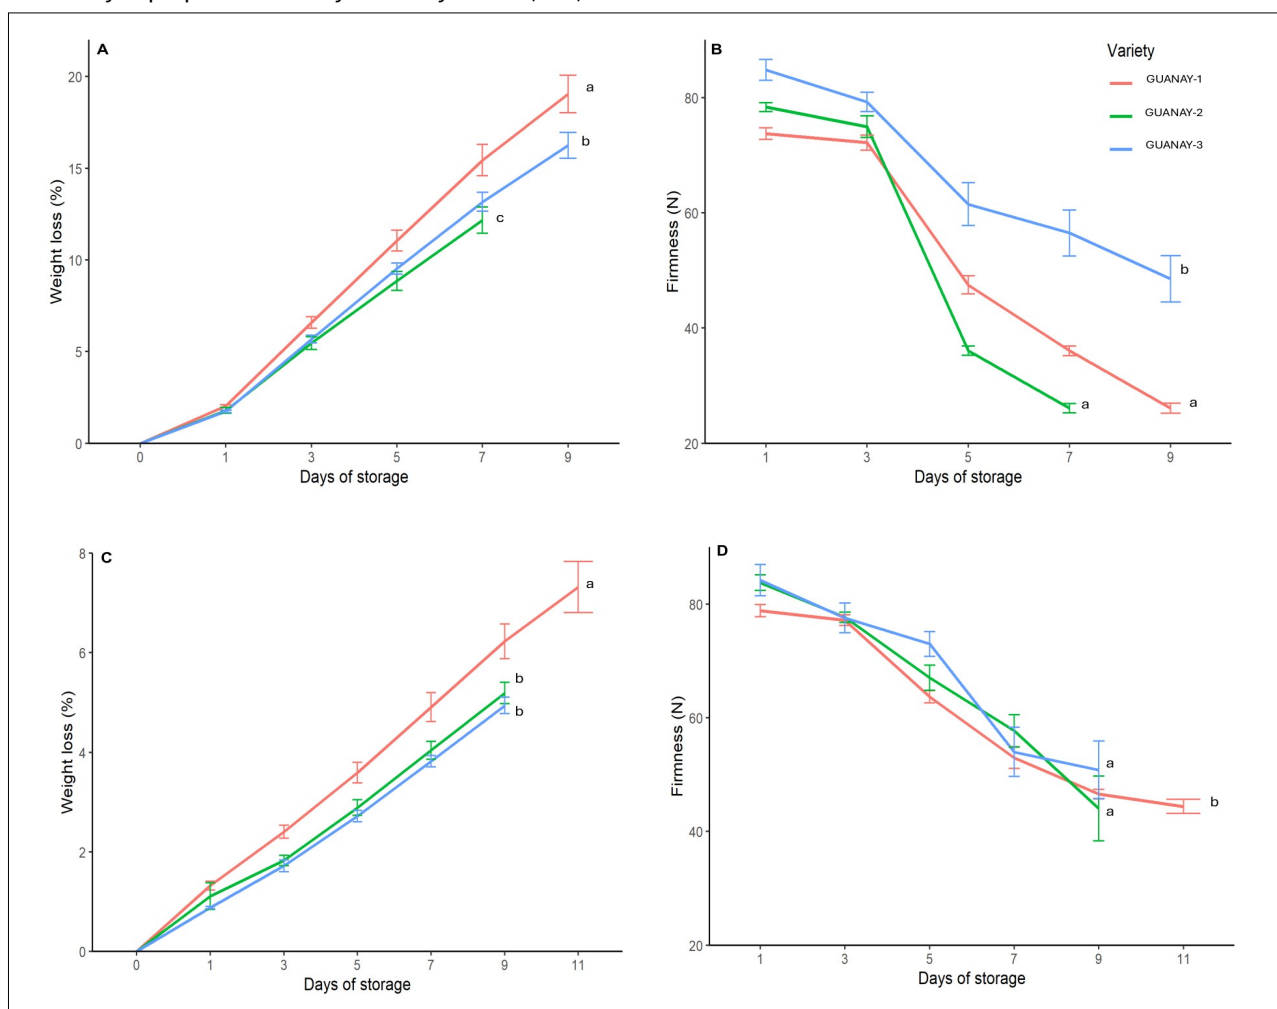 A
Weight loss (%)
20
15
10
5
0
a
b
c
0 1 3 5 7 9
Days of storage
B
Variety
GUANAY-1
GUANAY-2
GUANAY-3
Firmness (N)
80
60
40
20
b
a
a
1 3 5 7 9
Days of storage
C
Weight loss (%)
8
6
4
2
0
a
b
b
0 1 3 5 7 9 11
Days of storage
D
Firmness (N)
80
60
40
20
a
b
a
1 3 5 7 9 11
Days of storage